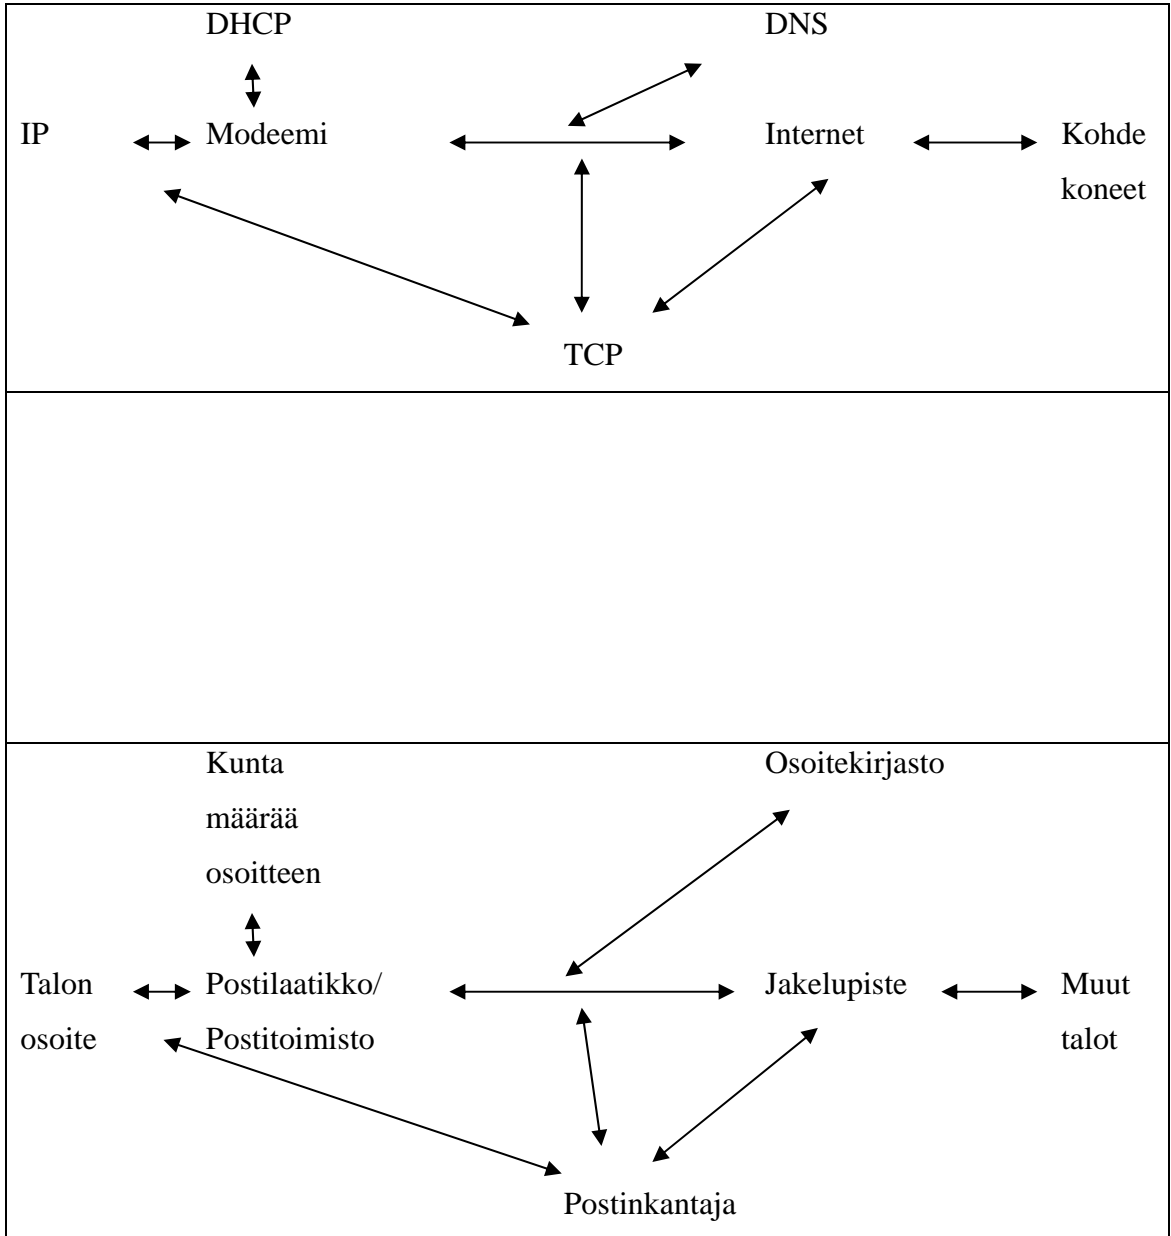 DHCP DNS
IP Modeemi Internet Kohde
koneet
TCP
Kunta Osoitekirjasto
määrää
osoitteen
Talon Postilaatikko/ Jakelupiste Muut
osoite Postitoimisto talot
Postinkantaja